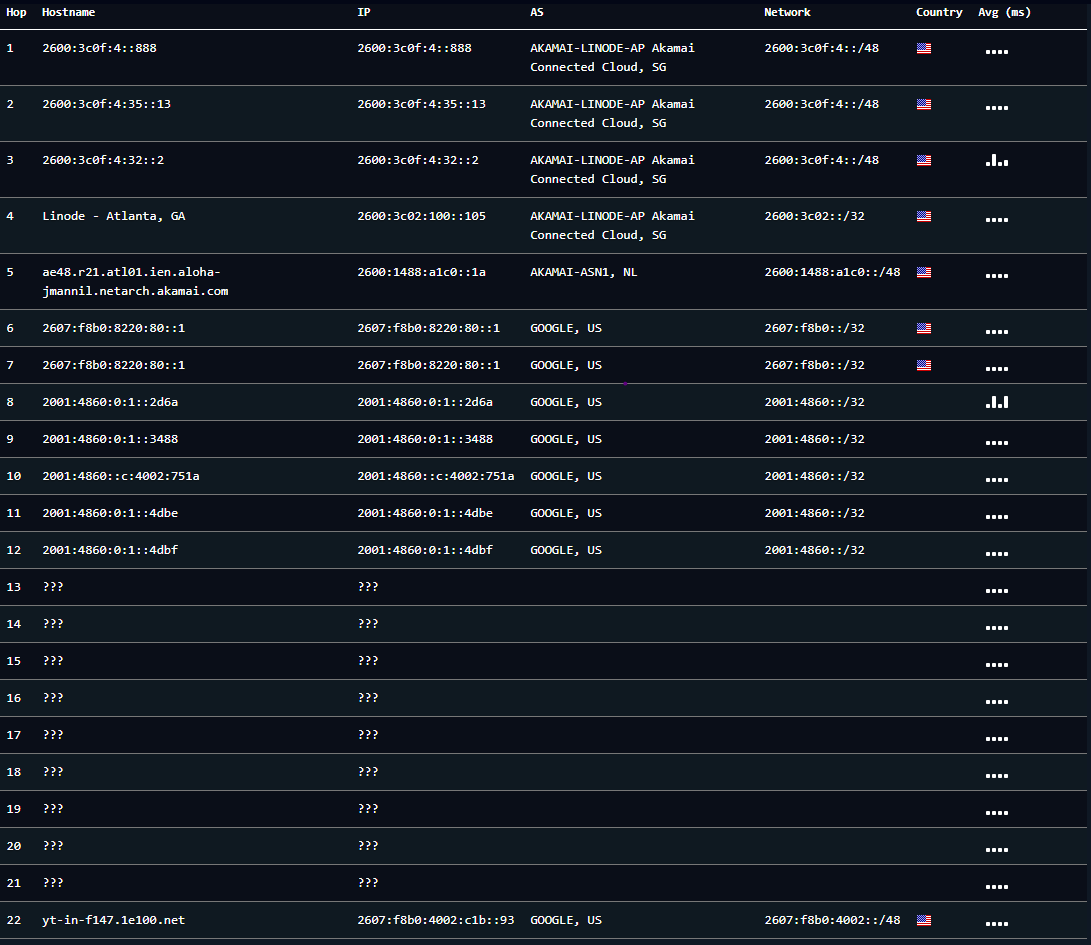 Hop Hostname IP AS Network Country Avg (ms)
1 2600:3c0f:4::888 2600:3c0f:4::888 AKAMAI-LINODE-AP Akamai 2600:3c0f:4::/48
Connected Cloud, SG
2 2600:3c0f:4:35::13 2600:3c0f:4:35::13 AKAMAI-LINODE-AP Akamai 2600:3c0f:4::/48
Connected Cloud, SG
3 2600:3c0f:4:32::2 2600:3c0f:4:32::2 AKAMAI-LINODE-AP Akamai 2600:3c0f:4::/48
Connected Cloud, SG
4 Linode - Atlanta, GA 2600:3c02:100::105 AKAMAI-LINODE-AP Akamai 2600:3c02::/32
Connected Cloud, SG
5 ae48.r21.atl01.ien.aloha- 2600:1488:a1c0::1a AKAMAI-ASN1, NL 2600:1488:a1c0::/48
jmannil.netarch.akamai.com
6 2607:f8b0:8220:80::1 2607:f8b0:8220:80::1 GOOGLE, US 2607:f8b0::/32
7 2607:f8b0:8220:80::1 2607:f8b0:8220:80::1 GOOGLE, US 2607:f8b0::/32
8 2001:4860:0:1::2d6a 2001:4860:0:1::2d6a GOOGLE, US 2001:4860::/32
9 2001:4860:0:1::3488 2001:4860:0:1::3488 GOOGLE, US 2001:4860::/32
10 2001:4860::c:4002:751a 2001:4860::c:4002:751a GOOGLE, US 2001:4860::/32
11 2001:4860:0:1::4dbe 2001:4860:0:1::4dbe GOOGLE, US 2001:4860::/32
12 2001:4860:0:1::4dbf 2001:4860:0:1::4dbf GOOGLE, US 2001:4860::/32
13 ??? ???
14 ??? ???
15 ??? ???
16 ??? ???
17 ??? ???
18 ??? ???
19 ??? ???
20 ??? ???
21 ??? ???
22 yt-in-f147.1e100.net 2607:f8b0:4002:c1b::93 GOOGLE, US 2607:f8b0:4002::/48